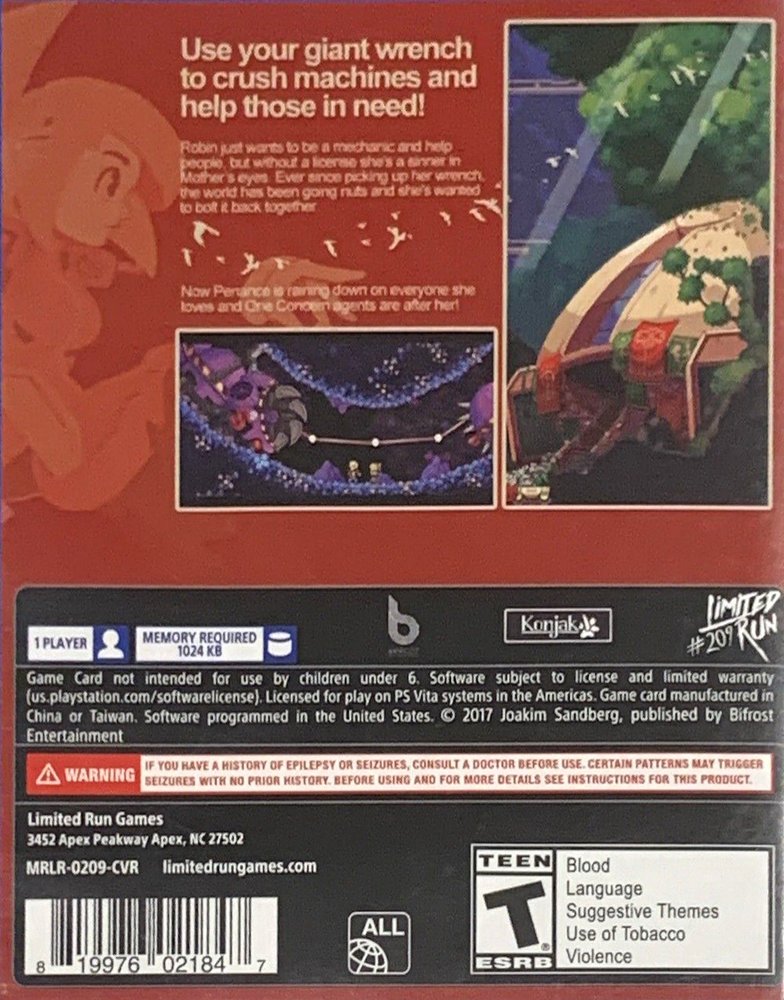 Use your giant wrench
to crush machines and
help those in need!
Robin just wants to be a mechanic and help
people, but without a license she's a sinner in
Mother's eyes. Ever since picking up her wrench,
the world has been going nuts and she's wanted
to bolt it back together.
Now Penance is raining down on everyone she
loves and One Concern agents are after her!
1 PLAYER
MEMORY REQUIRED
1024 KB
b
Konjak
LIMITED
RUN
#209
Game Card not intended for use by children under 6. Software subject to license and limited warranty
(us.playstation.com/softwarelicense). Licensed for play on PS Vita systems in the Americas. Game card manufactured in
China or Taiwan. Software programmed in the United States. © 2017 Joakim Sandberg, published by Bifrost
Entertainment
WARNING
IF YOU HAVE A HISTORY OF EPILEPSY OR SEIZURES, CONSULT A DOCTOR BEFORE USE. CERTAIN PATTERNS MAY TRIGGER
SEIZURES WITH NO PRIOR HISTORY. BEFORE USING AND FOR MORE DETAILS SEE INSTRUCTIONS FOR THIS PRODUCT.
Limited Run Games
3452 Apex Peakway Apex, NC 27502
MRLR-0209-CVR limitedrungames.com
8 19976 02184 7
ALL
TEEN
T
®
ESRB
Blood
Language
Suggestive Themes
Use of Tobacco
Violence